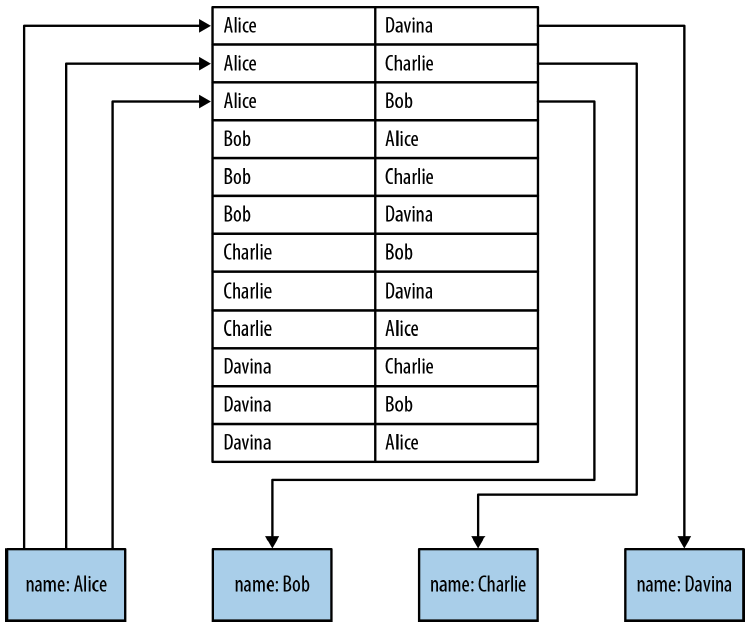 Alice Davina
Alice Charlie
Alice Bob
Bob Alice
Bob Charlie
Bob Davina
Charlie Bob
Charlie Davina
Charlie Alice
Davina Charlie
Davina Bob
Davina Alice
name: Alice name: Bob name: Charlie name: Davina